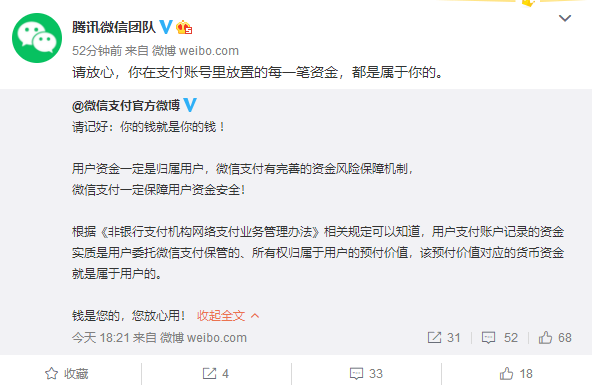 腾讯微信团队
52分钟前 来自 微博 weibo.com
请放心，你在支付账号里放置的每一笔资金，都是属于你的。
@微信支付官方微博
请记好：你的钱就是你的钱！
用户资金一定是归属用户，微信支付有完善的资金风险保障机制，
微信支付一定保障用户资金安全！
根据《非银行支付机构网络支付业务管理办法》相关规定可以知道，用户支付账户记录的资金
实质是用户委托微信支付保管的、所有权归属于用户的预付价值，该预付价值对应的货币资金
就是属于用户的。
钱是您的，您放心用！ 收起全文
今天 18:21 来自 微博 weibo.com 31 52 68
收藏 4 33 18